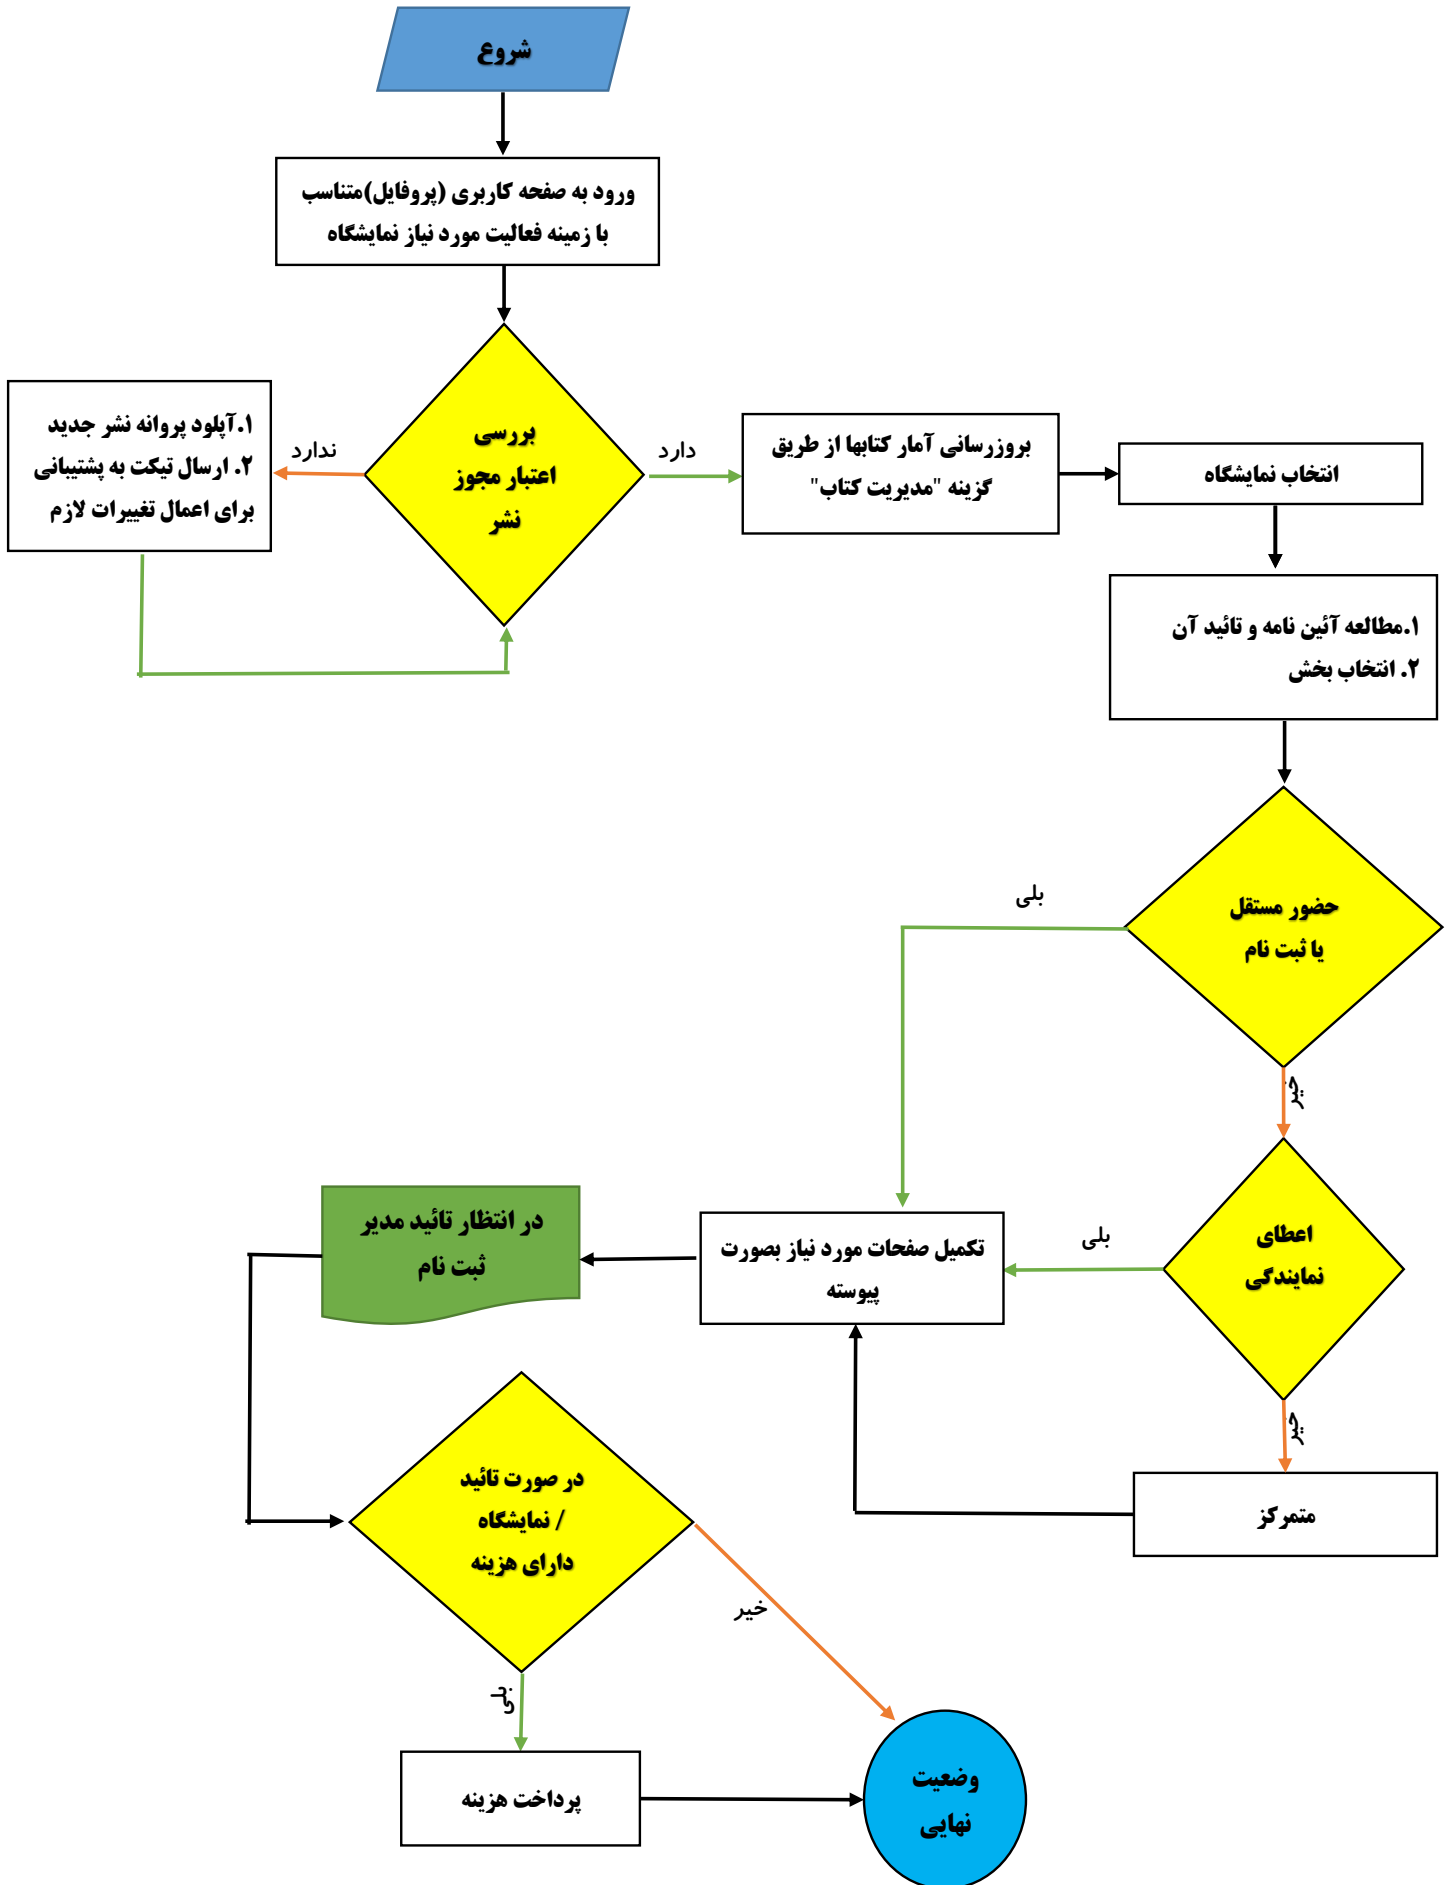 شروع
ورود به صفحه کاربری (پروفایل)متناسب
با زمینه فعالیت مورد نیاز نمایشگاه
بررسی
اعتبار مجوز
نشر
دارد
ندارد
۱.آپلود پروانه نشر جدید
۲. ارسال تیکت به پشتیبانی
برای اعمال تغییرات لازم
بروزرسانی آمار کتابها از طریق
گزینه "مدیریت کتاب"
انتخاب نمایشگاه
۱.مطالعه آئین نامه و تائید آن
۲. انتخاب بخش
حضور مستقل
یا ثبت نام
بلی
خیر
اعطای
نمایندگی
بلی
خیر
متمرکز
تکمیل صفحات مورد نیاز بصورت
پیوسته
در انتظار تائید مدیر
ثبت نام
در صورت تائید
/ نمایشگاه
دارای هزینه
خیر
بلی
پرداخت هزینه
وضعیت
نهایی